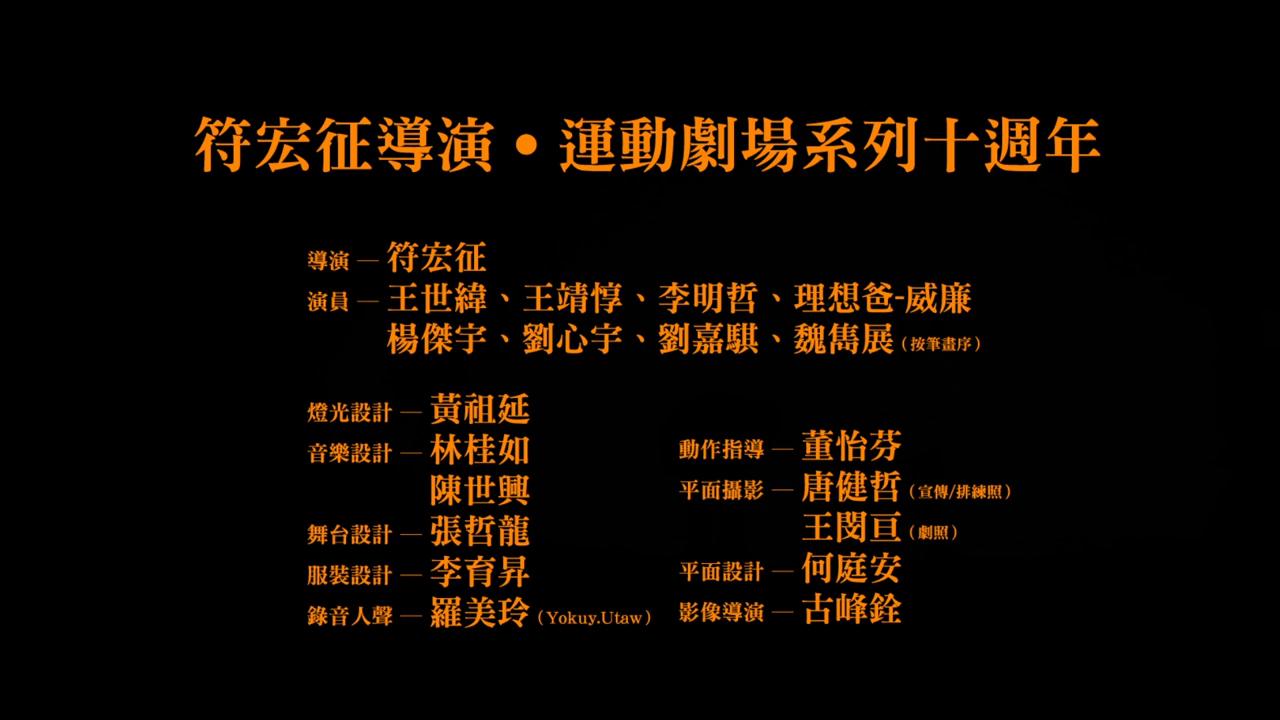 符宏征導演•運動劇場系列十週年
導演 — 符宏征
演員 — 王世緯、王靖惇、李明哲、理想爸-威廉
楊傑宇、劉心宇、劉嘉騏、魏雋展(按筆畫序)
燈光設計 — 黃祖延
音樂設計 — 林桂如
陳世興
舞台設計 — 張哲龍
服裝設計 — 李育昇
錄音人聲 — 羅美玲(Yokuy.Utaw)
動作指導 — 董怡芬
平面攝影 — 唐健哲(宣傳/排練照)
王閔亘(劇照)
平面設計 — 何庭安
影像導演 — 古峰銓